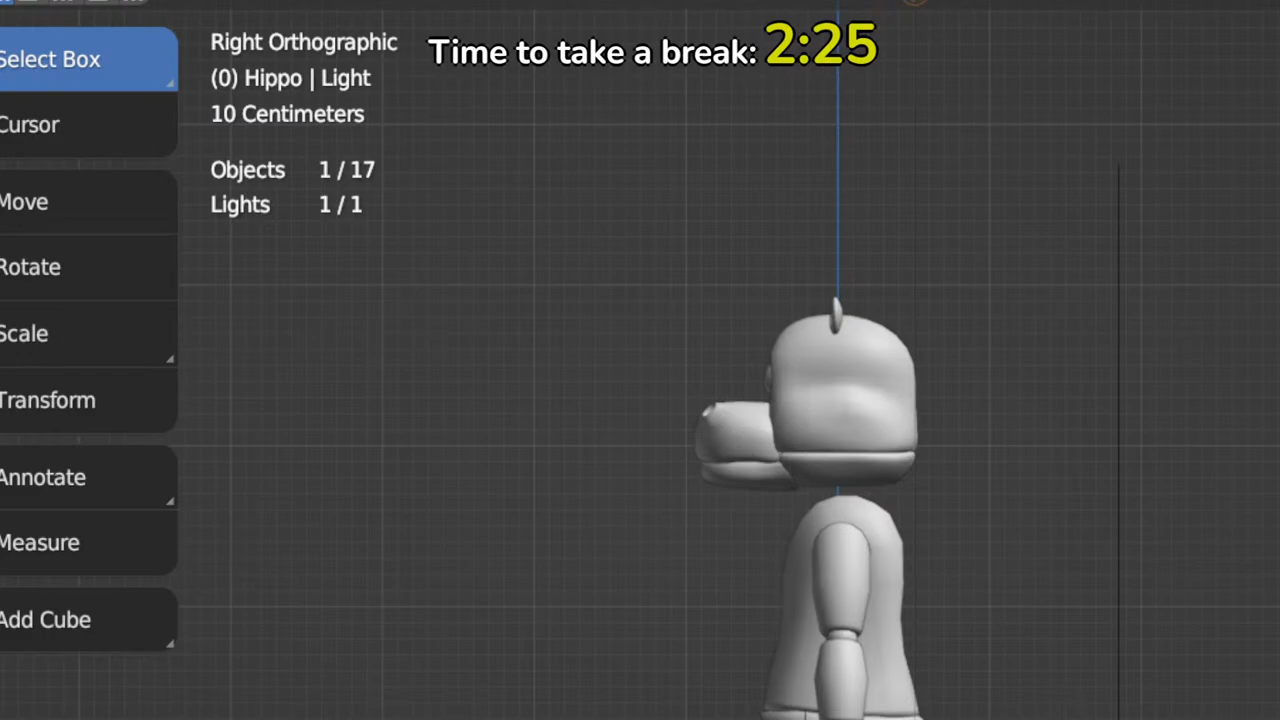 Time to take a break: 2:25
Right Orthographic
(0) Hippo | Light
10 Centimeters
Objects 1 / 17
Lights 1 / 1
Select Box
Cursor
Move
Rotate
Scale
Transform
Annotate
Measure
Add Cube